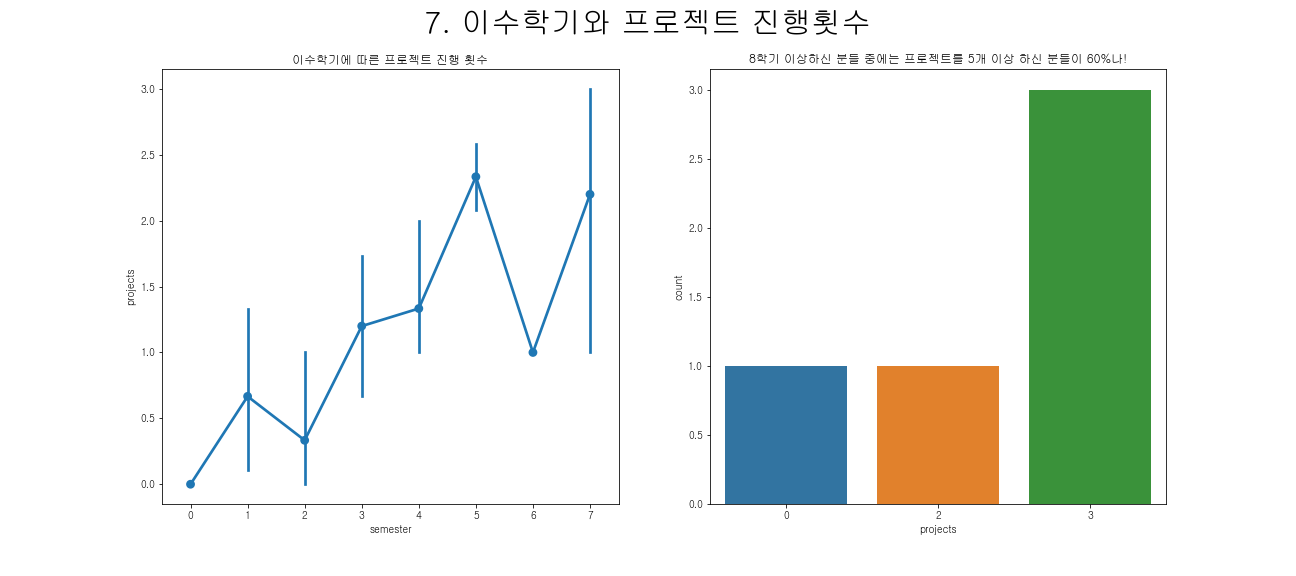 7. 이수학기와 프로젝트 진행횟수
이수학기에 따른 프로젝트 진행 횟수
3.0
2.5
2.0
1.5
1.0
0.5
0.0
projects
0 1 2 3 4 5 6 7
semester
8학기 이상하신 분들 중에는 프로젝트를 5개 이상 하신 분들이 60%나!
3.0
2.5
2.0
1.5
1.0
0.5
0.0
count
0 2 3
projects